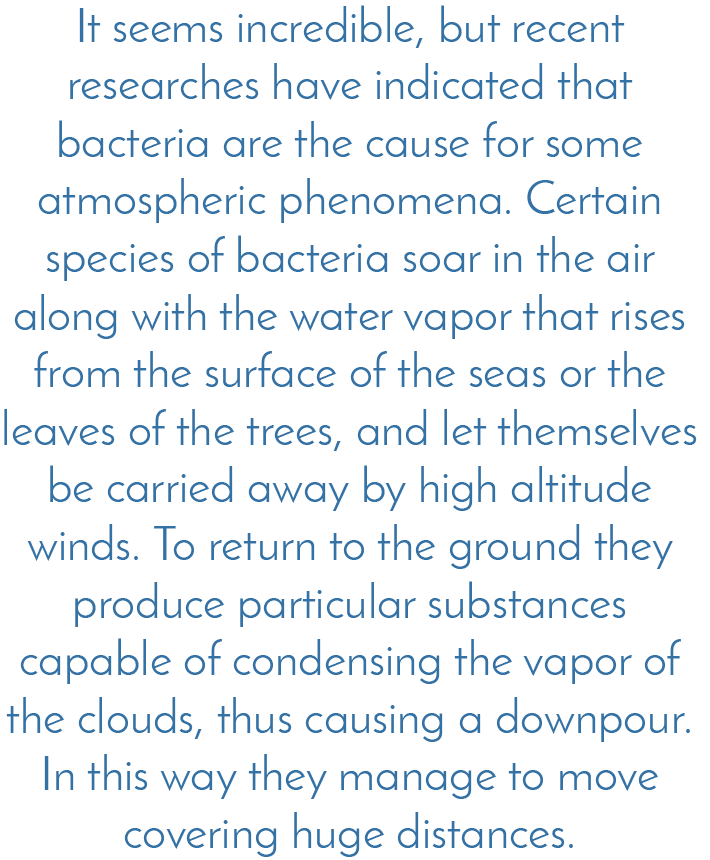 It seems incredible, but recent
researches have indicated that
bacteria are the cause for some
atmospheric phenomena. Certain
species of bacteria soar in the air
along with the water vapor that rises
from the surface of the seas or the
leaves of the trees, and let themselves
be carried away by high altitude
winds. To return to the ground they
produce particular substances
capable of condensing the vapor of
the clouds, thus causing a downpour.
In this way they manage to move
covering huge distances.